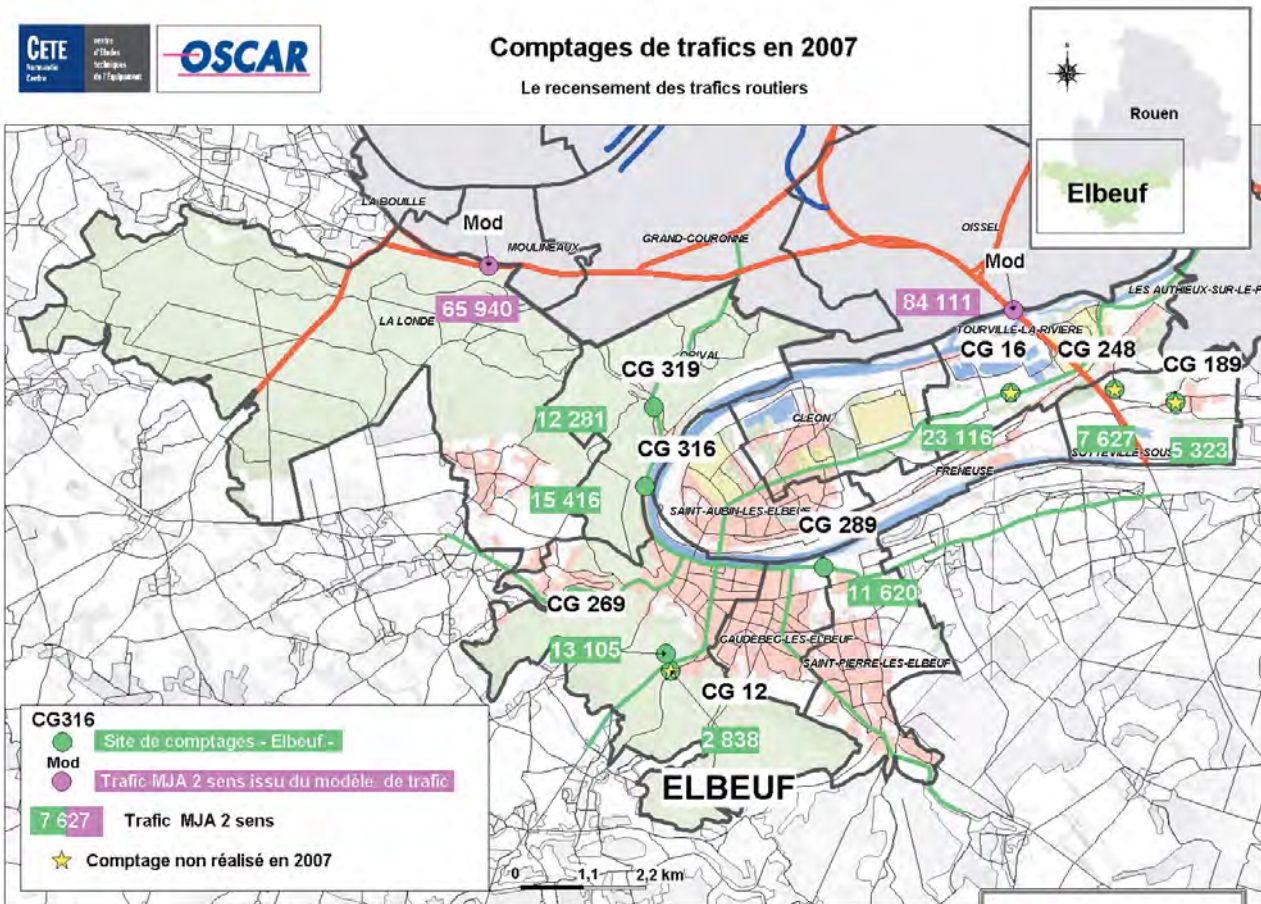 CETE
Normandie
Centre
centre
d'Etudes
techniques
de l'Équipement
OSCAR
Comptages de trafics en 2007
Le recensement des trafics routiers
N
Rouen
Elbeuf
LA BOUILLE
Mod
MOULINEAUX
GRAND-COURONNE
OISSEL
Mod
65 940
84 111
LES AUTHIEUX-SUR-LE-P
LA LONDE
TOURVILLE-LA-RIVIERE
CG 16
CG 248
CG 189
ORIVAL
CG 319
12 281
CLEON
23 116
7 627
5 323
CG 316
SOTTEVILLE-SOUS
FRENEUSE
15 416
SAINT-AUBIN-LES-ELBEUF
CG 289
11 620
CG 269
13 105
CAUDEBEC-LES-ELBEUF
SAINT-PIERRE-LES-ELBEUF
CG 12
2 838
ELBEUF
CG316
Site de comptages - Elbeuf -
Mod
Trafic MJA 2 sens issu du modèle de trafic
7 627
Trafic MJA 2 sens
Comptage non réalisé en 2007
0 1,1 2,2 km